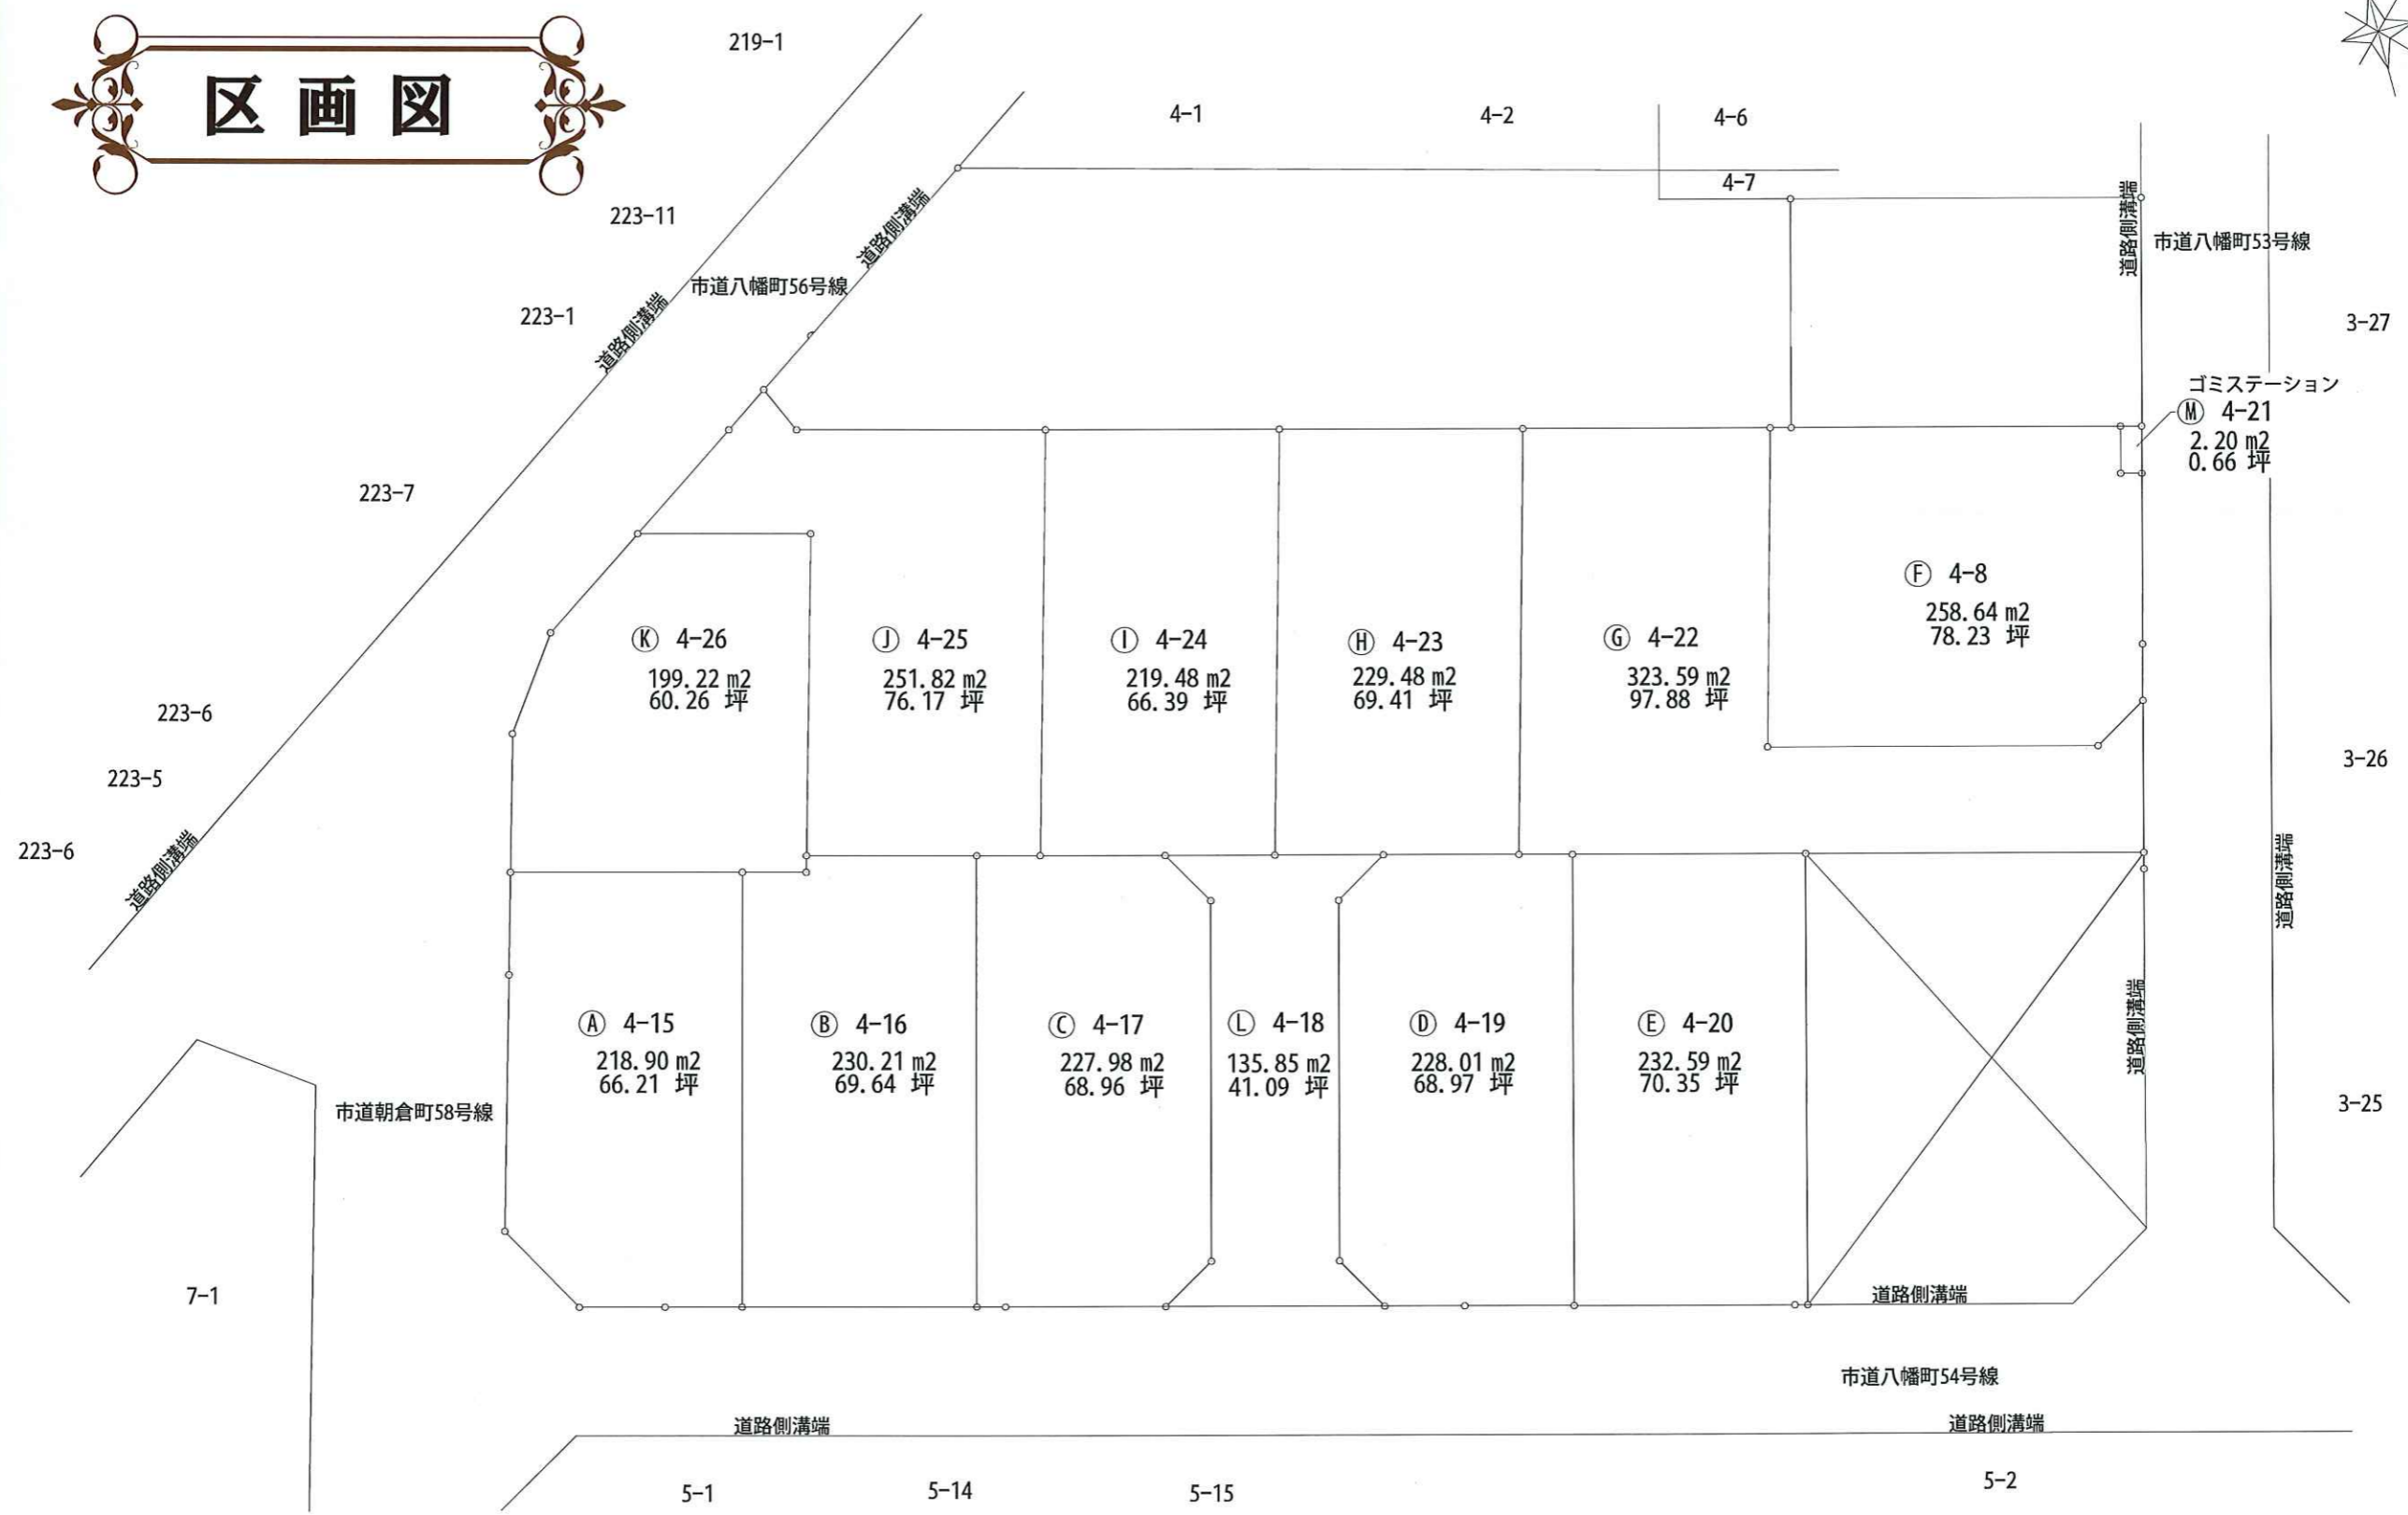 区画図
219-1
4-1
4-2
4-6
4-7
道路側溝端
223-11
道路側溝端
市道八幡町53号線
市道八幡町56号線
223-1
道路側溝端
3-27
ゴミステーション
Ⓜ 4-21
2.20 m2
0.66 坪
223-7
Ⓕ 4-8
258.64 m2
78.23 坪
Ⓚ 4-26
199.22 m2
60.26 坪
Ⓙ 4-25
251.82 m2
76.17 坪
Ⓘ 4-24
219.48 m2
66.39 坪
Ⓗ 4-23
229.48 m2
69.41 坪
Ⓖ 4-22
323.59 m2
97.88 坪
223-6
223-5
3-26
223-6
道路側溝端
道路側溝端
Ⓐ 4-15
218.90 m2
66.21 坪
Ⓑ 4-16
230.21 m2
69.64 坪
Ⓒ 4-17
227.98 m2
68.96 坪
Ⓛ 4-18
135.85 m2
41.09 坪
Ⓓ 4-19
228.01 m2
68.97 坪
Ⓔ 4-20
232.59 m2
70.35 坪
道路側溝端
3-25
市道朝倉町58号線
7-1
道路側溝端
市道八幡町54号線
道路側溝端
道路側溝端
5-1
5-14
5-15
5-2